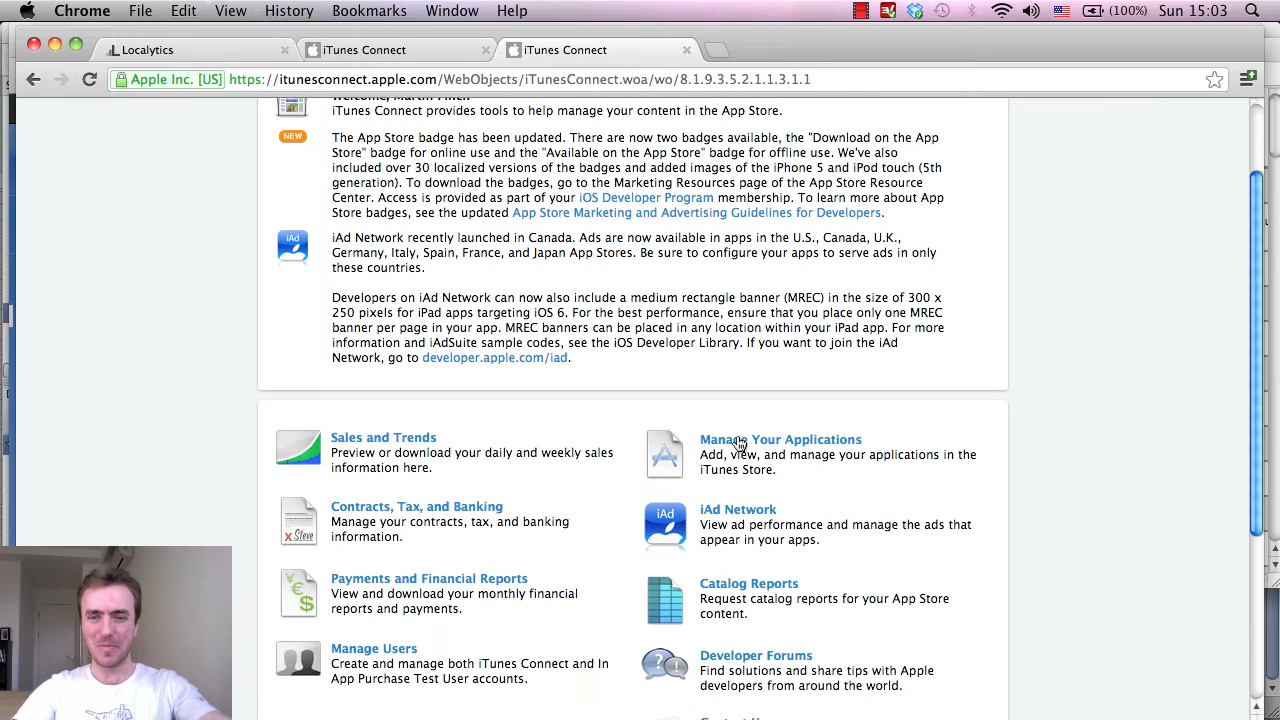 Chrome File Edit View History Bookmarks Window Help (100%) Sun 15:03
Localytics iTunes Connect iTunes Connect
Apple Inc. [US] https://itunesconnect.apple.com/WebObjects/iTunesConnect.woa/wo/8.1.9.3.5.2.1.1.3.1.1
iTunes Connect provides tools to help manage your content in the App Store.
NEW
The App Store badge has been updated. There are now two badges available, the "Download on the App
Store" badge for online use and the "Available on the App Store" badge for offline use. We've also
included over 30 localized versions of the badges and added images of the iPhone 5 and iPod touch (5th
generation). To download the badges, go to the Marketing Resources page of the App Store Resource
Center. Access is provided as part of your iOS Developer Program membership. To learn more about App
Store badges, see the updated App Store Marketing and Advertising Guidelines for Developers.
iAd
iAd Network recently launched in Canada. Ads are now available in apps in the U.S., Canada, U.K.,
Germany, Italy, Spain, France, and Japan App Stores. Be sure to configure your apps to serve ads in only
these countries.
Developers on iAd Network can now also include a medium rectangle banner (MREC) in the size of 300 x
250 pixels for iPad apps targeting iOS 6. For the best performance, ensure that you place only one MREC
banner per page in your app. MREC banners can be placed in any location within your iPad app. For more
information and iAdSuite sample codes, see the iOS Developer Library. If you want to join the iAd
Network, go to developer.apple.com/iad.
Sales and Trends
Preview or download your daily and weekly sales
information here.
Manage Your Applications
Add, view, and manage your applications in the
iTunes Store.
Contracts, Tax, and Banking
Manage your contracts, tax, and banking
information.
x Steve
iAd
iAd Network
View ad performance and manage the ads that
appear in your apps.
Payments and Financial Reports
View and download your monthly financial
reports and payments.
Catalog Reports
Request catalog reports for your App Store
content.
Manage Users
Create and manage both iTunes Connect and In
App Purchase Test User accounts.
Developer Forums
Find solutions and share tips with Apple
developers from around the world.